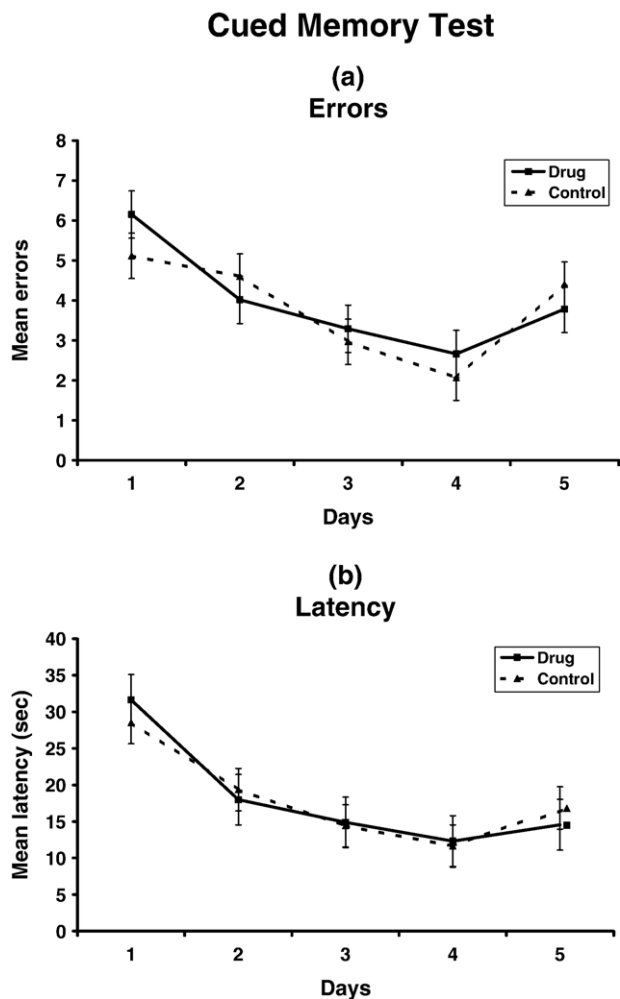 Cued Memory Test
(a)
Errors
8
7
6
5
4
3
2
1
0
Mean errors
Drug
Control
1 2 3 4 5
Days
(b)
Latency
40
35
30
25
20
15
10
5
0
Mean latency (sec)
Drug
Control
1 2 3 4 5
Days